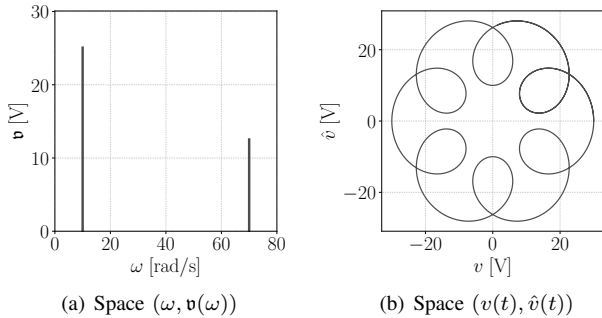 30
20
10
0
𝔳 [V]
0 20 40 60 80
ω [rad/s]
(a) Space (ω, 𝔳(ω))
20
0
−20
v̂ [V]
−20 0 20
v [V]
(b) Space (v(t), v̂(t))